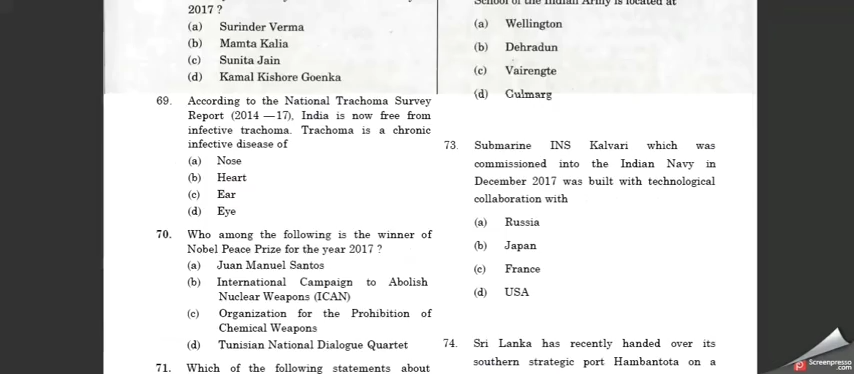 2017 ?
(a) Surinder Verma
(b) Mamta Kalia
(c) Sunita Jain
(d) Kamal Kishore Goenka
69. According to the National Trachoma Survey
Report (2014 —17), India is now free from
infective trachoma. Trachoma is a chronic
infective disease of
(a) Nose
(b) Heart
(c) Ear
(d) Eye
70. Who among the following is the winner of
Nobel Peace Prize for the year 2017 ?
(a) Juan Manuel Santos
(b) International Campaign to Abolish
Nuclear Weapons (ICAN)
(c) Organization for the Prohibition of
Chemical Weapons
(d) Tunisian National Dialogue Quartet
71. Which of the following statements about
School of the Indian Army is located at
(a) Wellington
(b) Dehradun
(c) Vairengte
(d) Gulmarg
73. Submarine INS Kalvari which was
commissioned into the Indian Navy in
December 2017 was built with technological
collaboration with
(a) Russia
(b) Japan
(c) France
(d) USA
74. Sri Lanka has recently handed over its
southern strategic port Hambantota on a
Screenpresso
.com